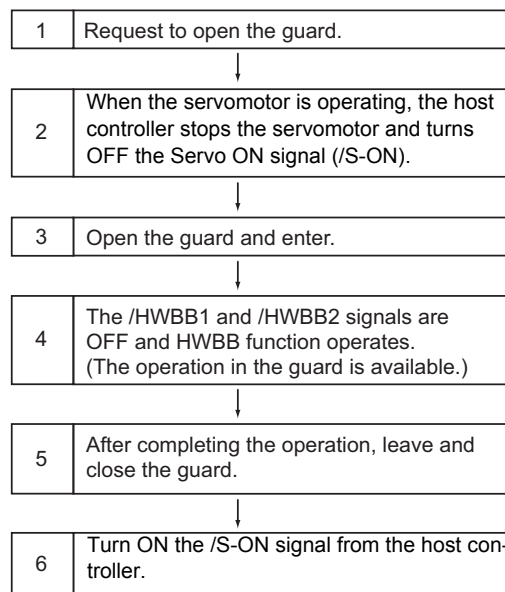 1 Request to open the guard.
2 When the servomotor is operating, the host
controller stops the servomotor and turns
OFF the Servo ON signal (/S-ON).
3 Open the guard and enter.
4 The /HWBB1 and /HWBB2 signals are
OFF and HWBB function operates.
(The operation in the guard is available.)
5 After completing the operation, leave and
close the guard.
6 Turn ON the /S-ON signal from the host con-
troller.